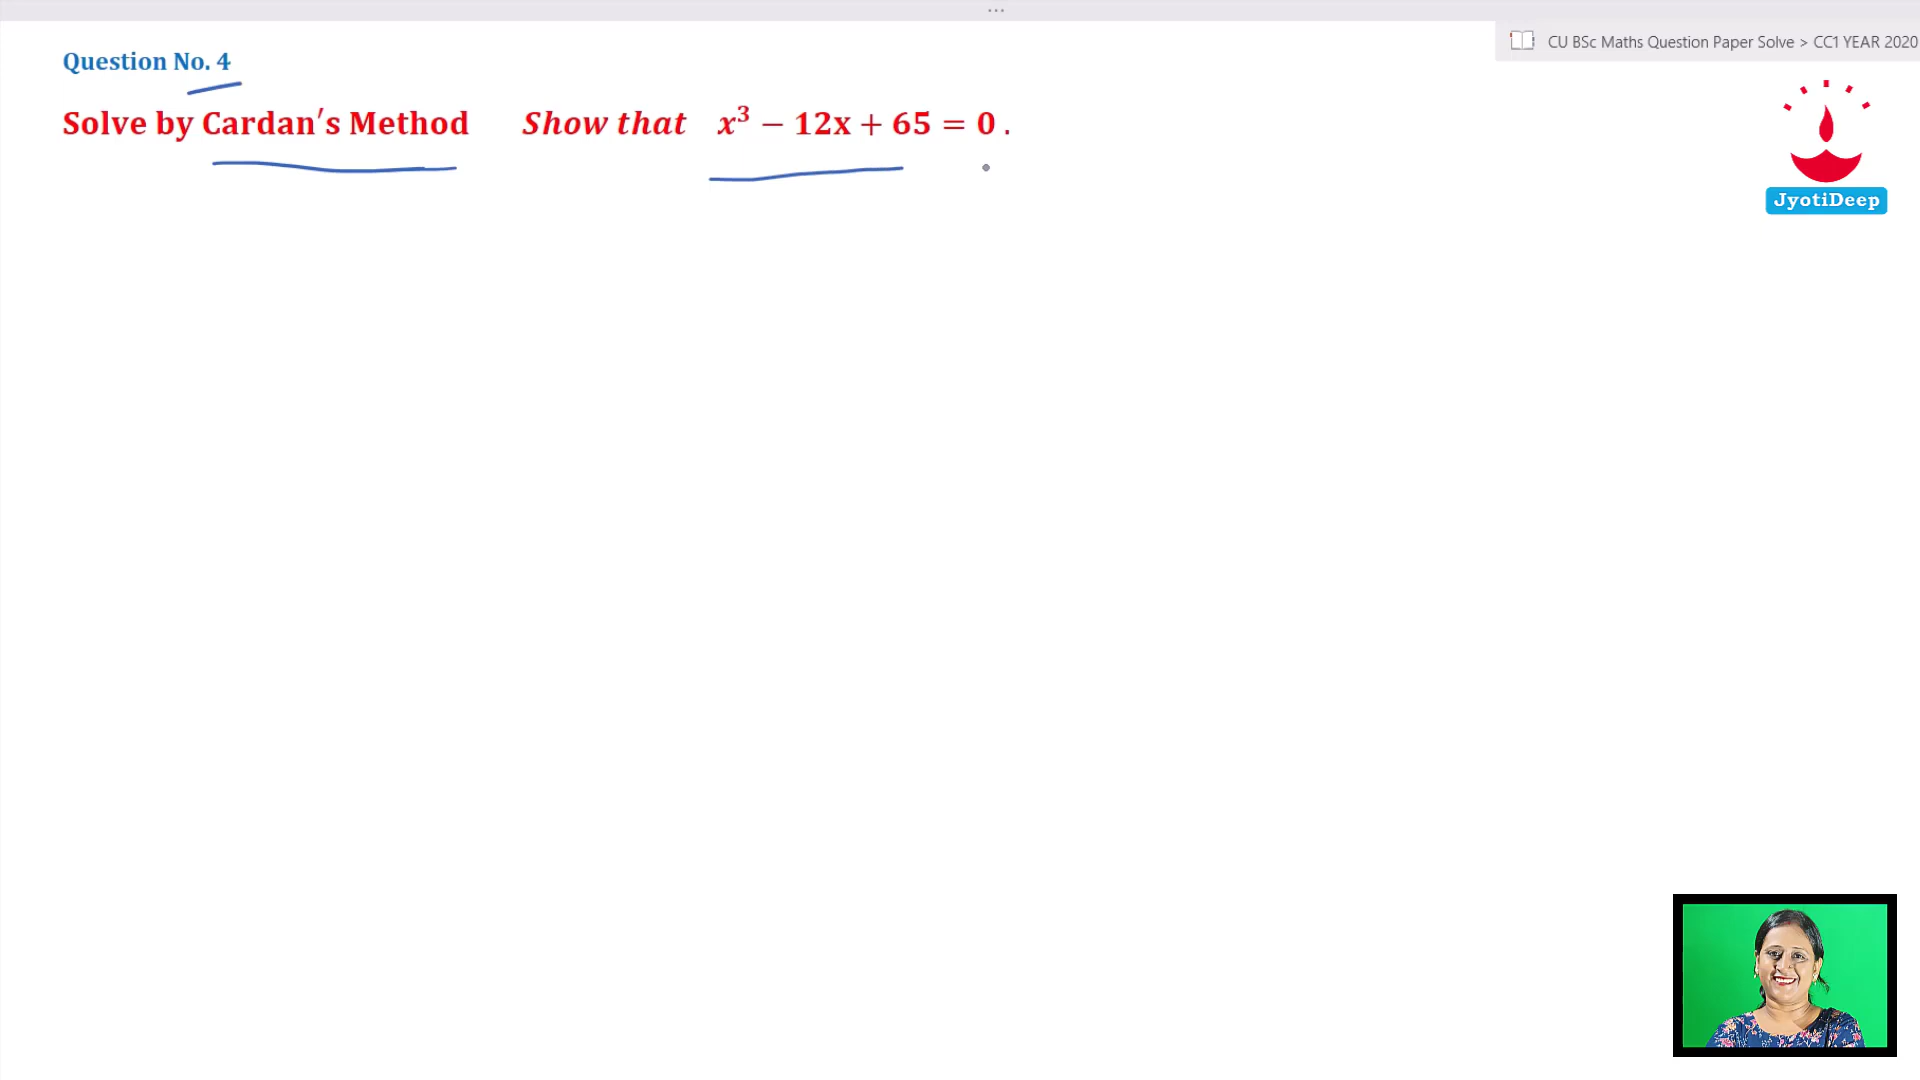 ...
CU BSc Maths Question Paper Solve > CC1 YEAR 2020
Question No. 4
Solve by Cardan's Method Show that x³ − 12x + 65 = 0 .
JyotiDeep